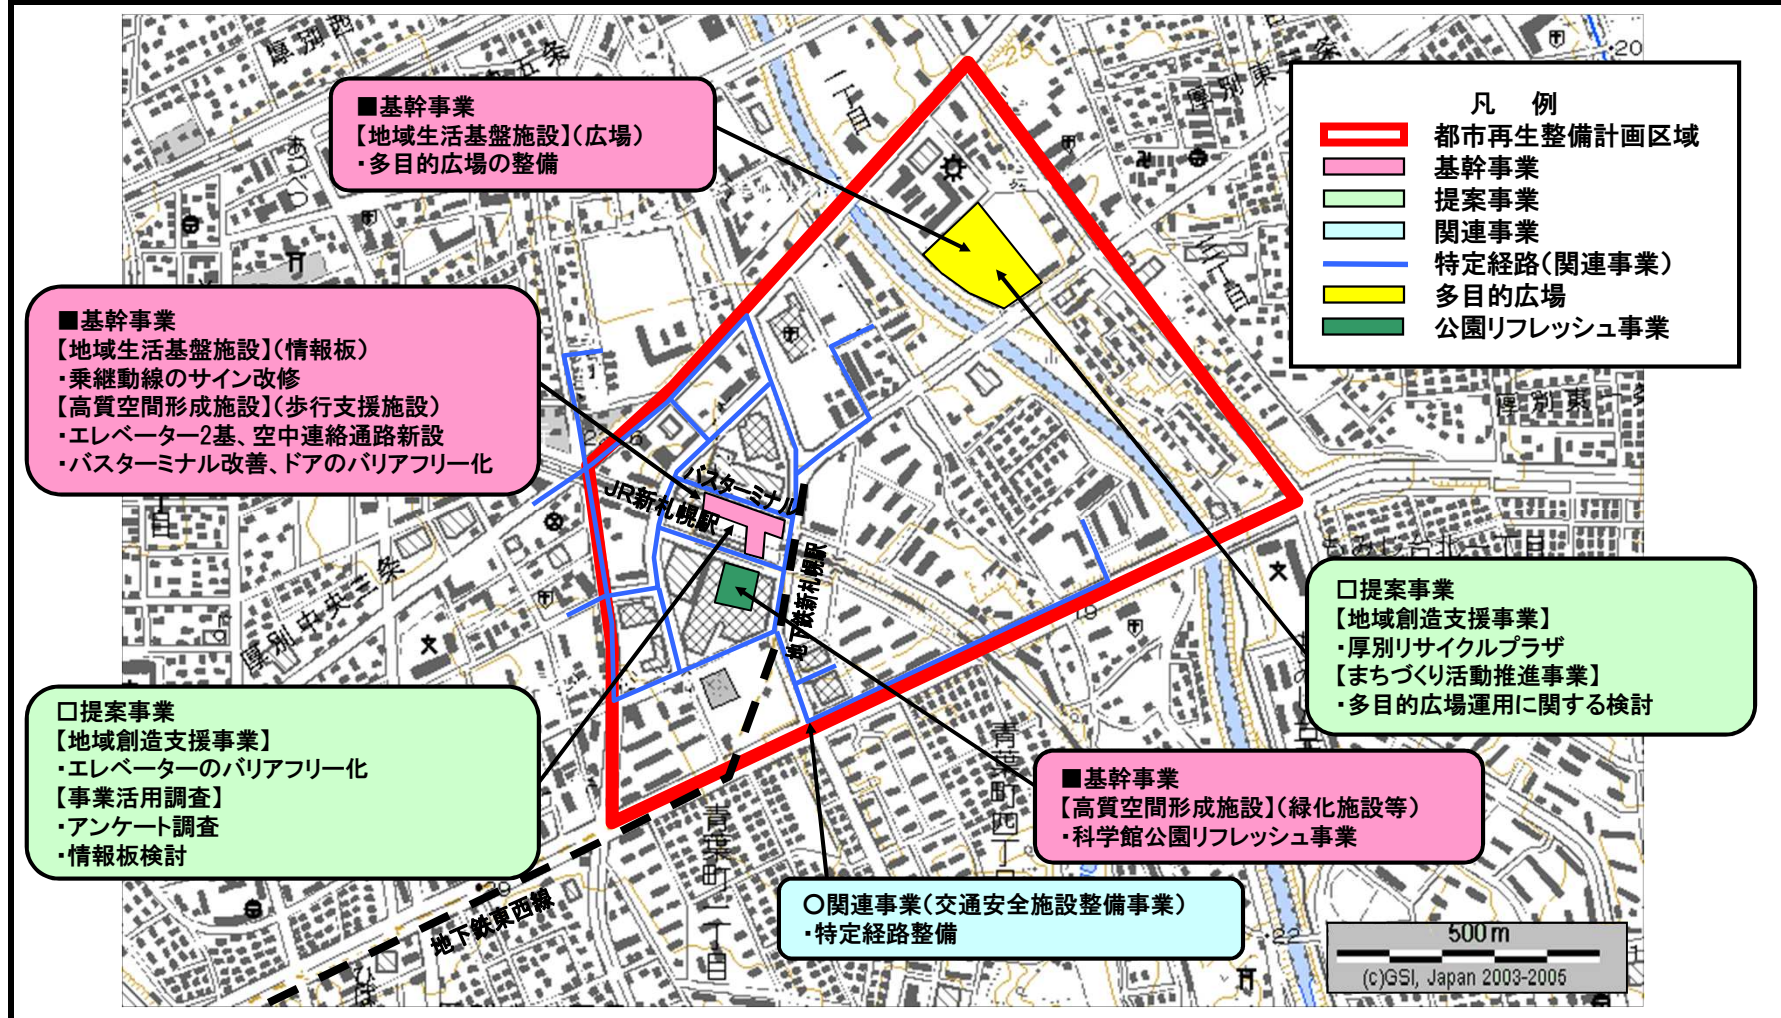 ■基幹事業
【地域生活基盤施設】(広場)
・多目的広場の整備
凡 例
都市再生整備計画区域
基幹事業
提案事業
関連事業
特定経路(関連事業)
多目的広場
公園リフレッシュ事業
■基幹事業
【地域生活基盤施設】(情報板)
・乗継動線のサイン改修
【高質空間形成施設】(歩行支援施設)
・エレベーター2基、空中連絡通路新設
・バスターミナル改善、ドアのバリアフリー化
バスターミナル
JR新札幌駅
地下鉄新札幌駅
□提案事業
【地域創造支援事業】
・厚別リサイクルプラザ
【まちづくり活動推進事業】
・多目的広場運用に関する検討
□提案事業
【地域創造支援事業】
・エレベーターのバリアフリー化
【事業活用調査】
・アンケート調査
・情報板検討
■基幹事業
【高質空間形成施設】(緑化施設等)
・科学館公園リフレッシュ事業
○関連事業(交通安全施設整備事業)
・特定経路整備
地下鉄東西線
厚別中央三条
青葉町一丁目
500m
(c)GSI, Japan 2003-2005